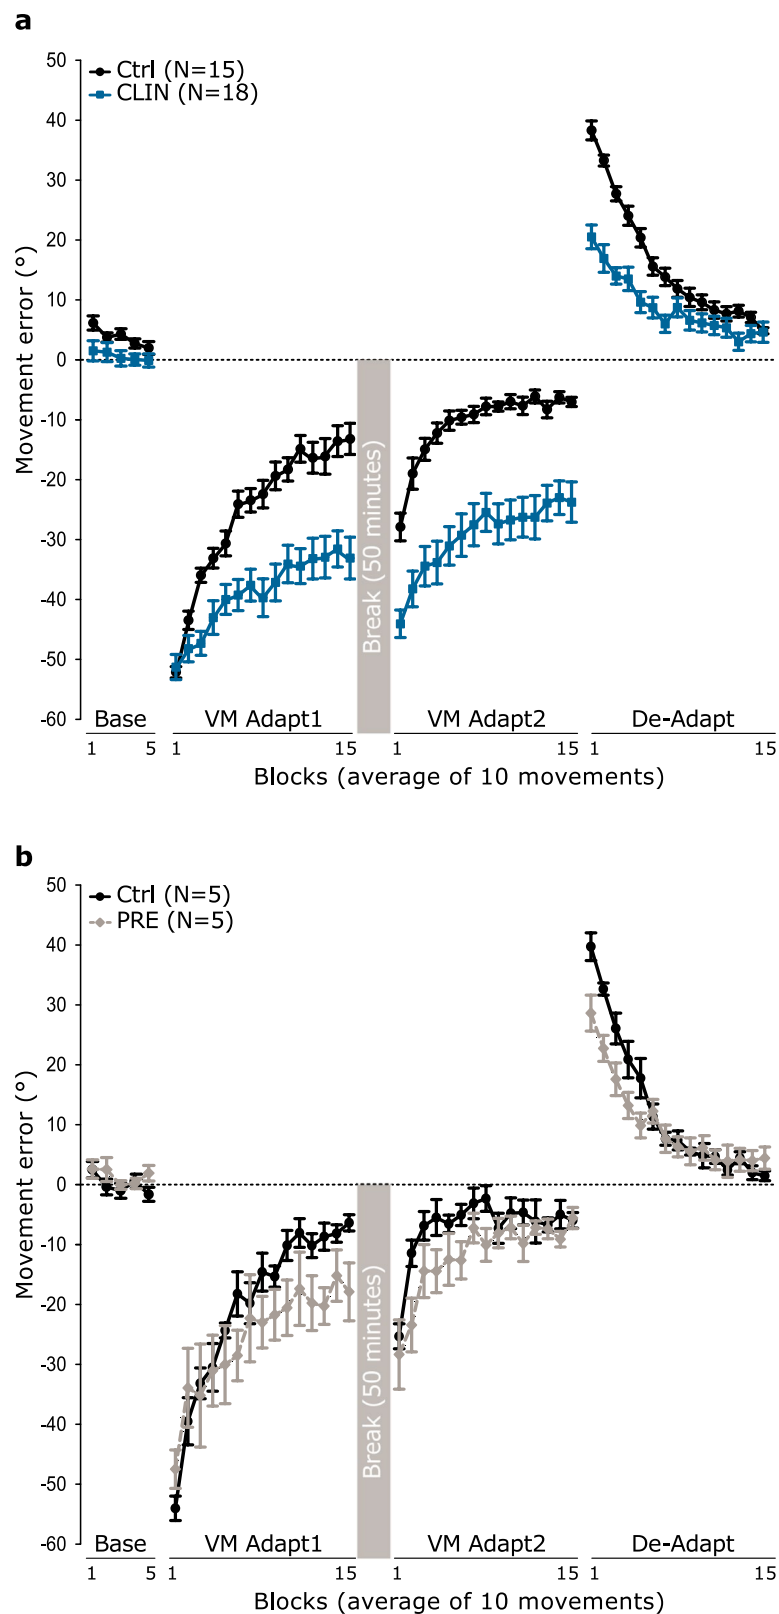 a
50
40
30
20
10
0
-10
-20
-30
-40
-50
-60
Movement error (°)
Ctrl (N=15)
CLIN (N=18)
Break (50 minutes)
Base VM Adapt1 VM Adapt2 De-Adapt
1 5 1 15 1 15 1 15
Blocks (average of 10 movements)
b
50
40
30
20
10
0
-10
-20
-30
-40
-50
-60
Movement error (°)
Ctrl (N=5)
PRE (N=5)
Break (50 minutes)
Base VM Adapt1 VM Adapt2 De-Adapt
1 5 1 15 1 15 1 15
Blocks (average of 10 movements)